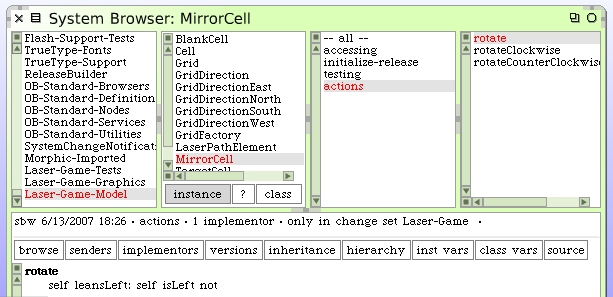 System Browser: MirrorCell
Flash-Support-Tests
TrueType-Fonts
TrueType-Support
ReleaseBuilder
OB-Standard-Browsers
OB-Standard-Definition
OB-Standard-Nodes
OB-Standard-Services
OB-Standard-Utilities
SystemChangeNotificati
Morphic-Imported
Laser-Game-Tests
Laser-Game-Graphics
Laser-Game-Model
BlankCell
Cell
Grid
GridDirection
GridDirectionEast
GridDirectionNorth
GridDirectionSouth
GridDirectionWest
GridFactory
LaserPathElement
MirrorCell
TargetCell
instance ? class
-- all --
accessing
initialize-release
testing
actions
rotate
rotateClockwise
rotateCounterClockwise
sbw 6/13/2007 18:26 · actions · 1 implementor · only in change set Laser-Game ·
browse senders implementors versions inheritance hierarchy inst vars class vars source
rotate
self leansLeft: self isLeft not